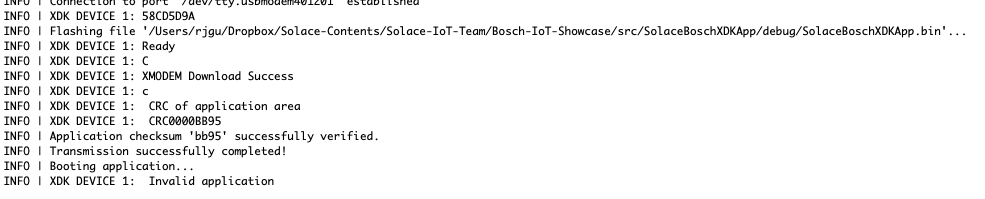 INFO | Connection to port '/dev/tty.usbmodem401201' established
INFO | XDK DEVICE 1: 58CD5D9A
INFO | Flashing file '/Users/rjgu/Dropbox/Solace-Contents/Solace-IoT-Team/Bosch-IoT-Showcase/src/SolaceBoschXDKApp/debug/SolaceBoschXDKApp.bin'...
INFO | XDK DEVICE 1: Ready
INFO | XDK DEVICE 1: C
INFO | XDK DEVICE 1: XMODEM Download Success
INFO | XDK DEVICE 1: c
INFO | XDK DEVICE 1:  CRC of application area
INFO | XDK DEVICE 1:  CRC0000BB95
INFO | Application checksum 'bb95' successfully verified.
INFO | Transmission successfully completed!
INFO | Booting application...
INFO | XDK DEVICE 1:  Invalid application